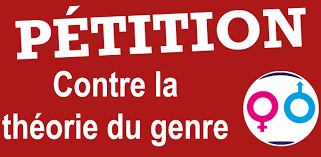 PÉTITION
Contre la
théorie du genre